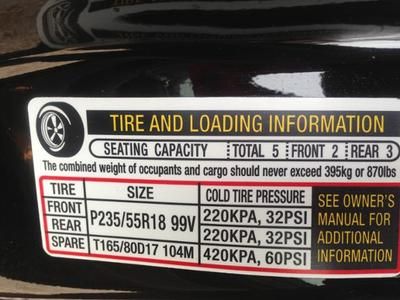 TIRE AND LOADING INFORMATION
SEATING CAPACITY TOTAL 5 FRONT 2 REAR 3
The combined weight of occupants and cargo should never exceed 395kg or 870lbs
TIRE SIZE COLD TIRE PRESSURE
FRONT P235/55R18 99V 220KPA, 32PSI
REAR 220KPA, 32PSI
SPARE T165/80D17 104M 420KPA, 60PSI
SEE OWNER'S
MANUAL FOR
ADDITIONAL
INFORMATION